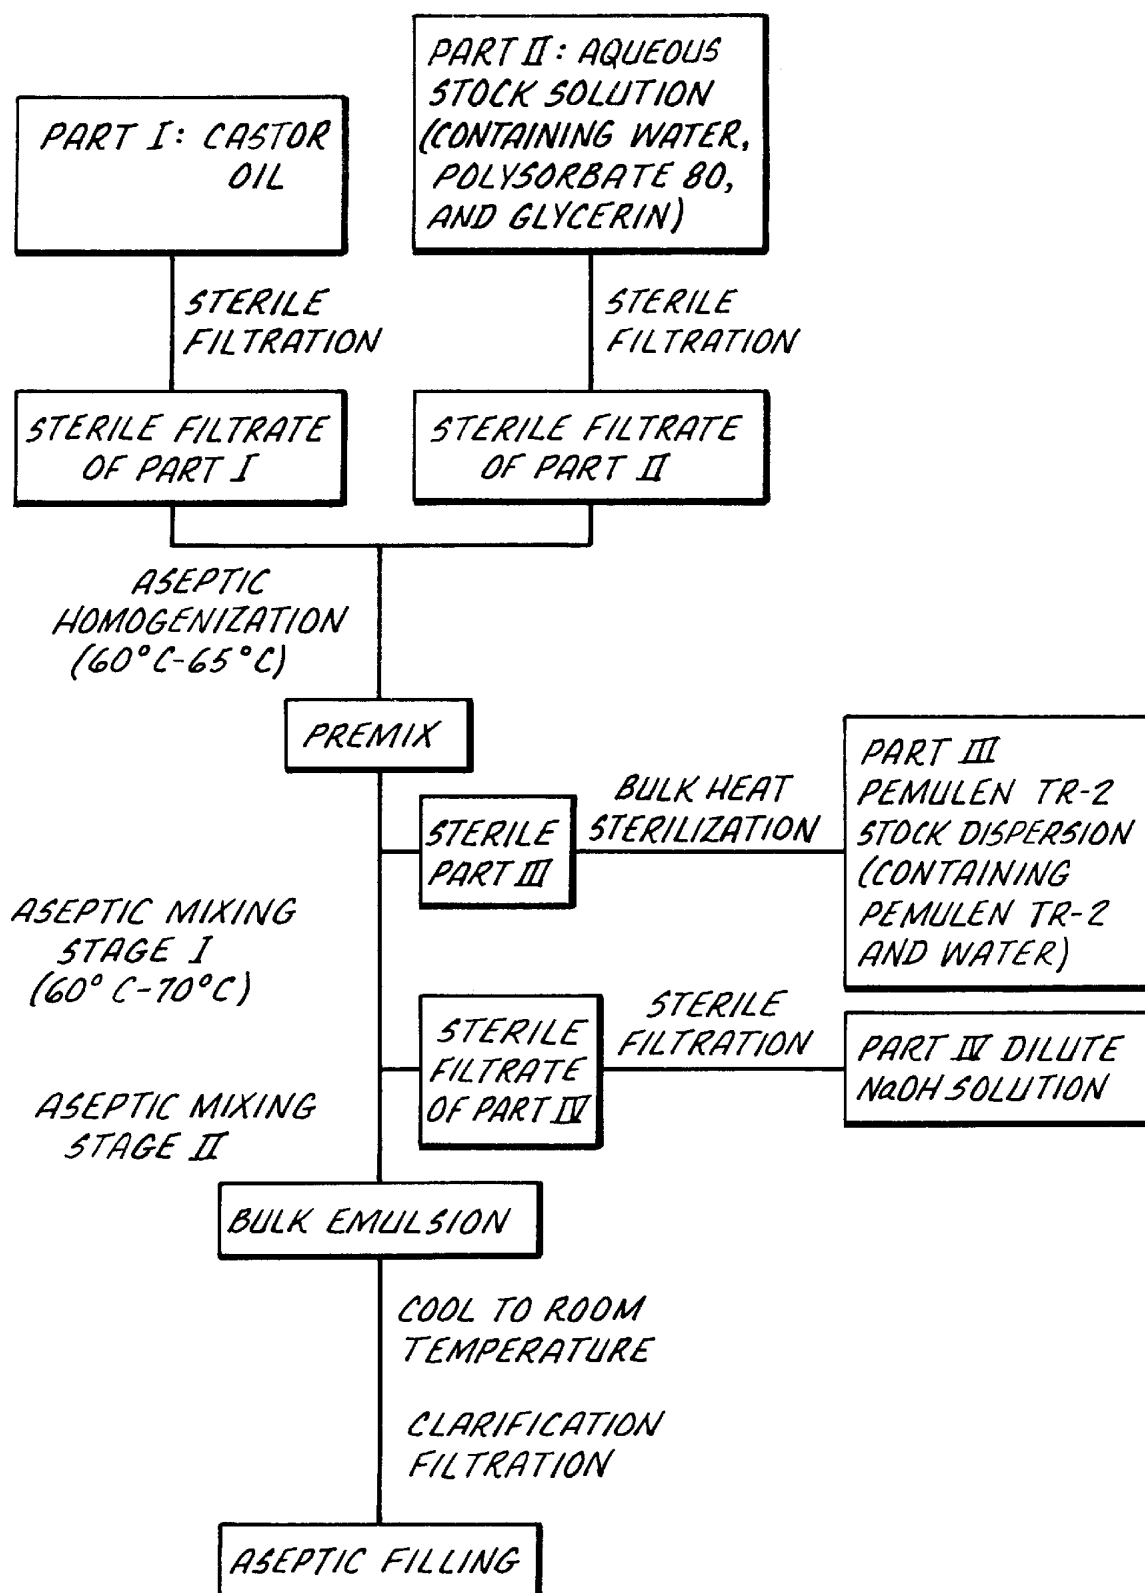 PART I: CASTOR
OIL
PART II: AQUEOUS
STOCK SOLUTION
(CONTAINING WATER,
POLYSORBATE 80,
AND GLYCERIN)
STERILE
FILTRATION
STERILE
FILTRATION
STERILE FILTRATE
OF PART I
STERILE FILTRATE
OF PART II
ASEPTIC
HOMOGENIZATION
(60°C-65°C)
PREMIX
STERILE
PART III
BULK HEAT
STERILIZATION
PART III
PEMULEN TR-2
STOCK DISPERSION
(CONTAINING
PEMULEN TR-2
AND WATER)
ASEPTIC MIXING
STAGE I
(60°C-70°C)
STERILE
FILTRATE
OF PART IV
STERILE
FILTRATION
PART IV DILUTE
NaOH SOLUTION
ASEPTIC MIXING
STAGE II
BULK EMULSION
COOL TO ROOM
TEMPERATURE
CLARIFICATION
FILTRATION
ASEPTIC FILLING